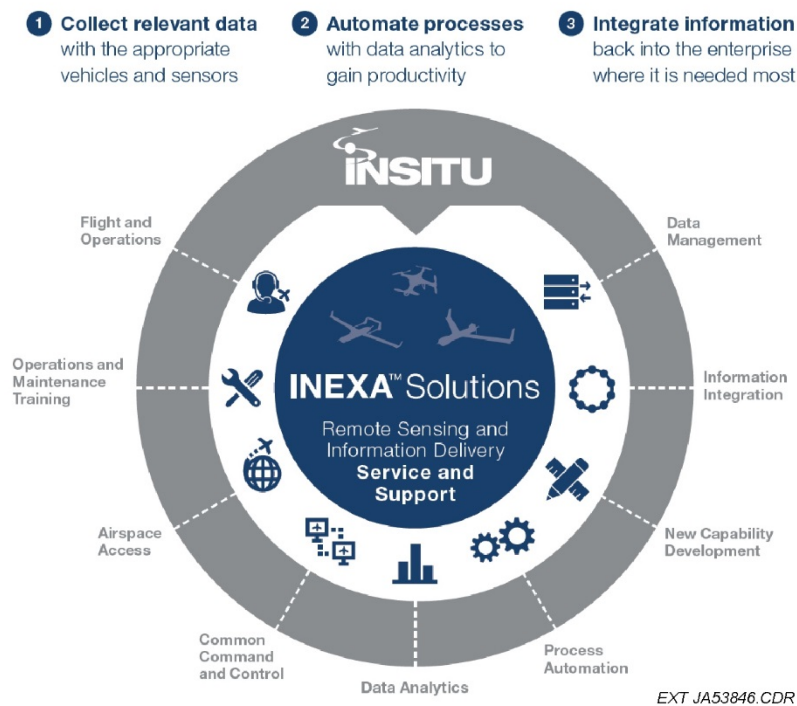 1 Collect relevant data
with the appropriate
vehicles and sensors
2 Automate processes
with data analytics to
gain productivity
3 Integrate information
back into the enterprise
where it is needed most
INSITU
Flight and
Operations
Data
Management
Operations and
Maintenance
Training
INEXA™ Solutions
Remote Sensing and
Information Delivery
Service and
Support
Information
Integration
Airspace
Access
New Capability
Development
Common
Command
and Control
Data Analytics
Process
Automation
EXT JA53846.CDR